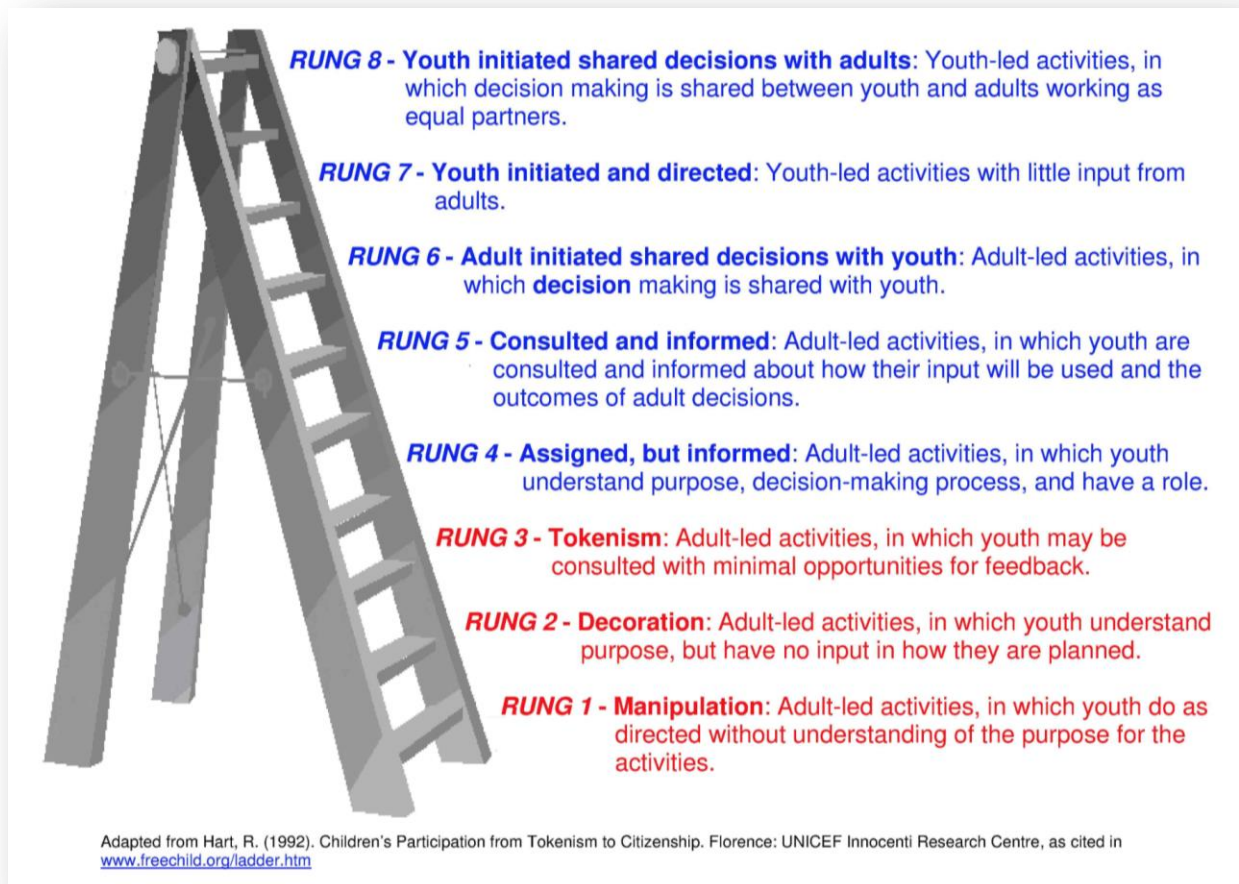 RUNG 8 - Youth initiated shared decisions with adults: Youth-led activities, in
which decision making is shared between youth and adults working as
equal partners.
RUNG 7 - Youth initiated and directed: Youth-led activities with little input from
adults.
RUNG 6 - Adult initiated shared decisions with youth: Adult-led activities, in
which decision making is shared with youth.
RUNG 5 - Consulted and informed: Adult-led activities, in which youth are
consulted and informed about how their input will be used and the
outcomes of adult decisions.
RUNG 4 - Assigned, but informed: Adult-led activities, in which youth
understand purpose, decision-making process, and have a role.
RUNG 3 - Tokenism: Adult-led activities, in which youth may be
consulted with minimal opportunities for feedback.
RUNG 2 - Decoration: Adult-led activities, in which youth understand
purpose, but have no input in how they are planned.
RUNG 1 - Manipulation: Adult-led activities, in which youth do as
directed without understanding of the purpose for the
activities.
Adapted from Hart, R. (1992). Children's Participation from Tokenism to Citizenship. Florence: UNICEF Innocenti Research Centre, as cited in
www.freechild.org/ladder.htm